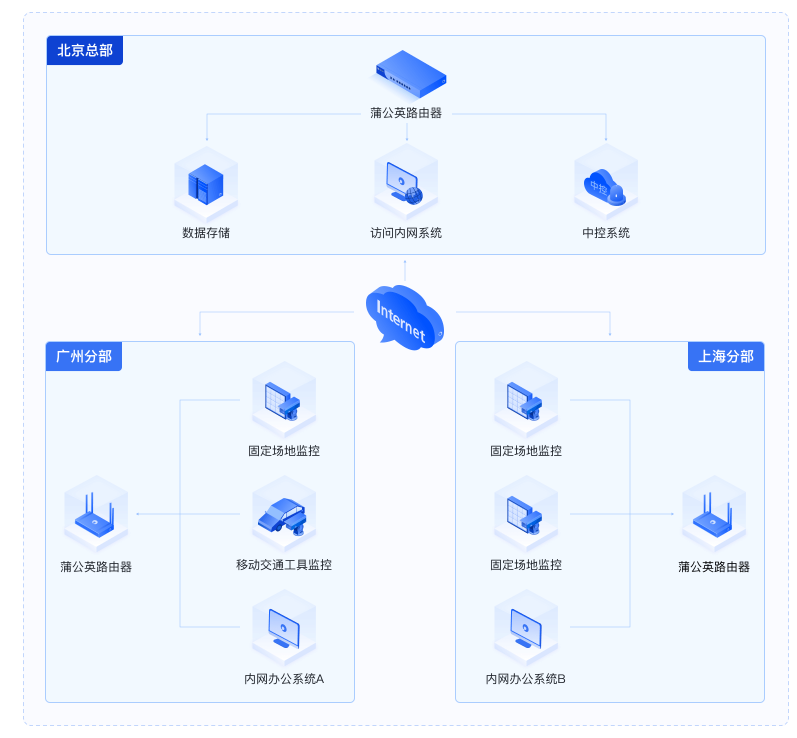 北京总部
蒲公英路由器
中控
数据存储
访问内网系统
中控系统
Internet
广州分部
上海分部
固定场地监控
固定场地监控
蒲公英路由器
移动交通工具监控
固定场地监控
蒲公英路由器
内网办公系统A
内网办公系统B